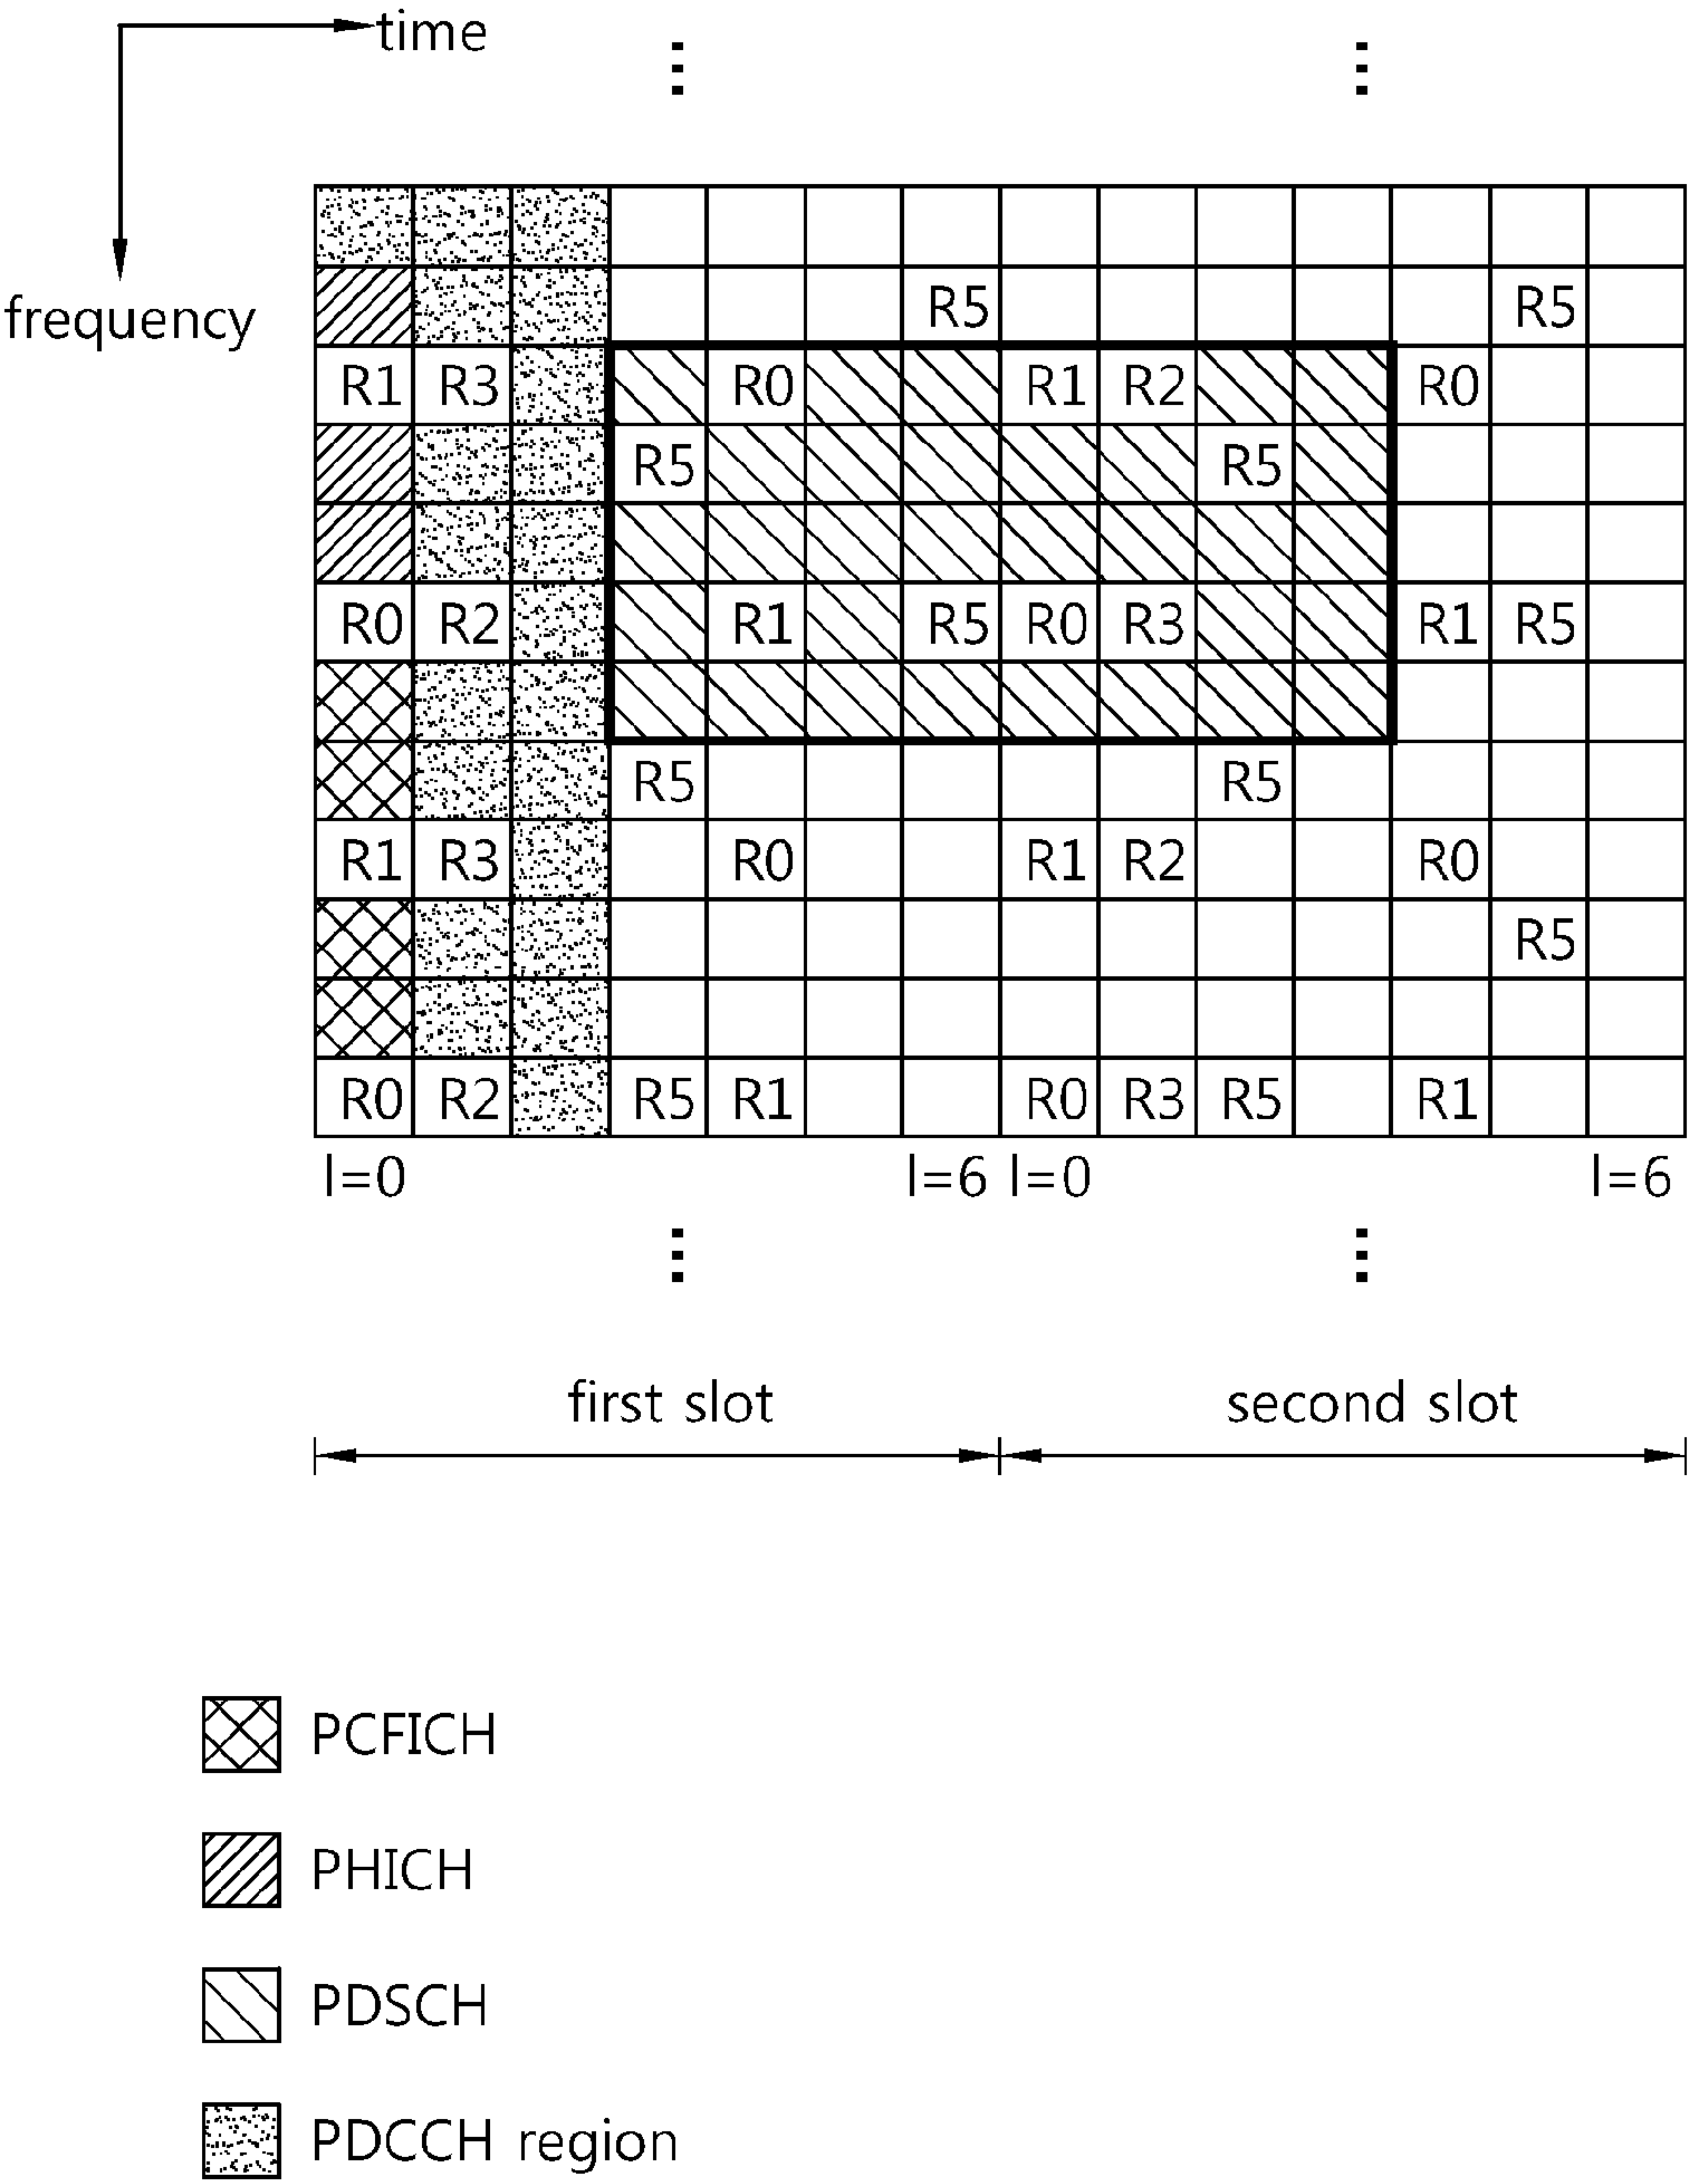 time
frequency
R5 R5
R1 R3 R0 R1 R2 R0
R5 R5
R0 R2 R1 R5 R0 R3 R1 R5
R5 R5
R1 R3 R0 R1 R2 R0
R5
R0 R2 R5 R1 R0 R3 R5 R1
l=0 l=6 l=0 l=6
first slot second slot
PCFICH
PHICH
PDSCH
PDCCH region